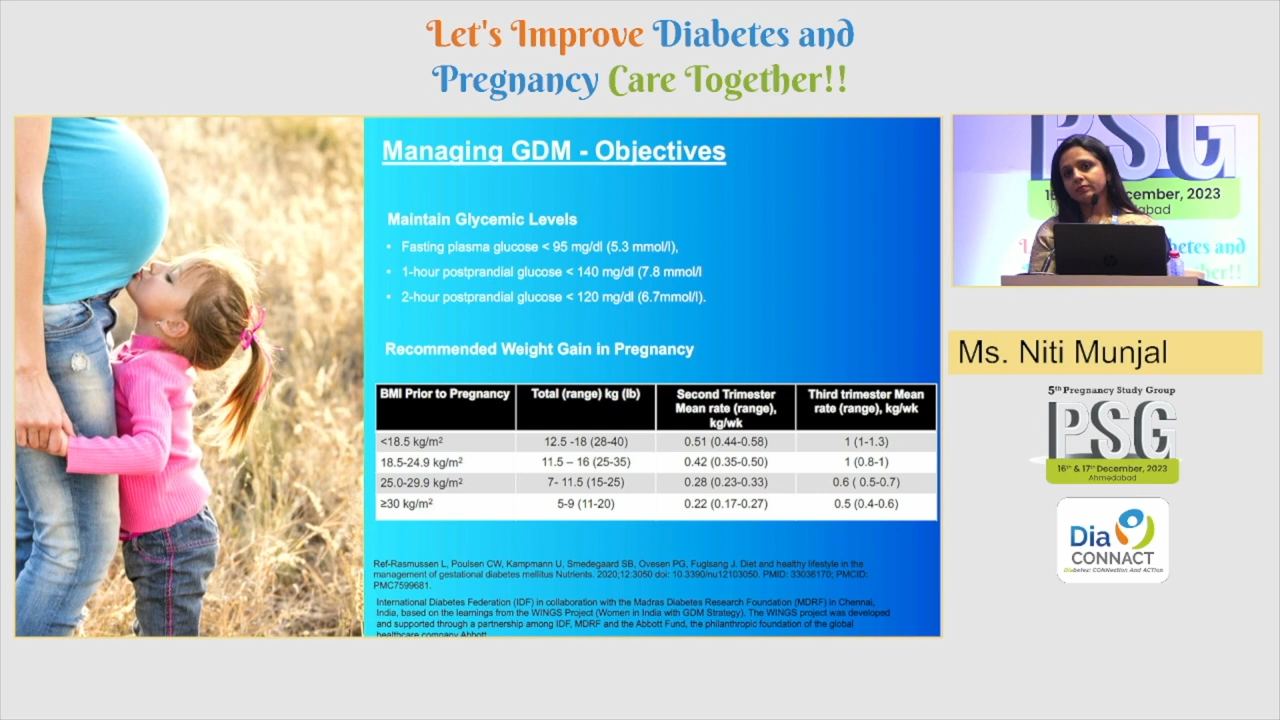 Let's Improve Diabetes and
Pregnancy Care Together!!
Managing GDM - Objectives
Maintain Glycemic Levels
• Fasting plasma glucose < 95 mg/dl (5.3 mmol/l),
• 1-hour postprandial glucose < 140 mg/dl (7.8 mmol/l
• 2-hour postprandial glucose < 120 mg/dl (6.7mmol/l).
Recommended Weight Gain in Pregnancy
BMI Prior to Pregnancy Total (range) kg (lb) Second Trimester Mean rate (range), kg/wk Third trimester Mean rate (range), kg/wk
<18.5 kg/m² 12.5 -18 (28-40) 0.51 (0.44-0.58) 1 (1-1.3)
18.5-24.9 kg/m² 11.5 – 16 (25-35) 0.42 (0.35-0.50) 1 (0.8-1)
25.0-29.9 kg/m² 7- 11.5 (15-25) 0.28 (0.23-0.33) 0.6 ( 0.5-0.7)
≥30 kg/m² 5-9 (11-20) 0.22 (0.17-0.27) 0.5 (0.4-0.6)
Ref-Rasmussen L, Poulsen CW, Kampmann U, Smedegaard SB, Ovesen PG, Fuglsang J. Diet and healthy lifestyle in the
management of gestational diabetes mellitus Nutrients. 2020;12:3050 doi: 10.3390/nu12103050. PMID: 33036170; PMCID:
PMC7599681.
International Diabetes Federation (IDF) in collaboration with the Madras Diabetes Research Foundation (MDRF) in Chennai,
India, based on the learnings from the WINGS Project (Women in India with GDM Strategy). The WINGS project was developed
and supported through a partnership among IDF, MDRF and the Abbott Fund, the philanthropic foundation of the global
healthcare company Abbott
PSG
cember, 2023
abad
betes and
her!!
hp
Ms. Niti Munjal
5th Pregnancy Study Group
PSG
16th & 17th December, 2023
Ahmedabad
Dia
CONNACT
Diabetes: CONNection And ACTion